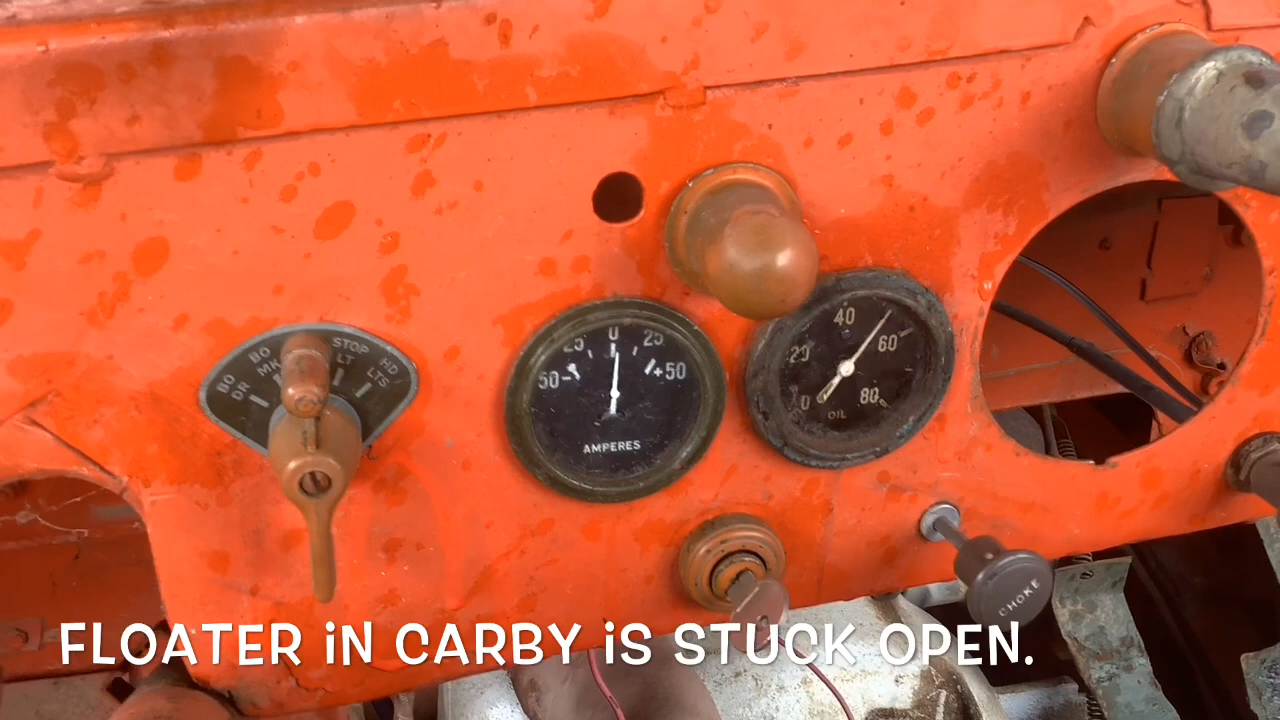 BO DR
BO MK
STOP LT
HD LTS
25 0 25
50 +50
AMPERES
40
20 60
0 80
OIL
CHOKE
FLOATER iN CARBY iS STUCK OPEN.